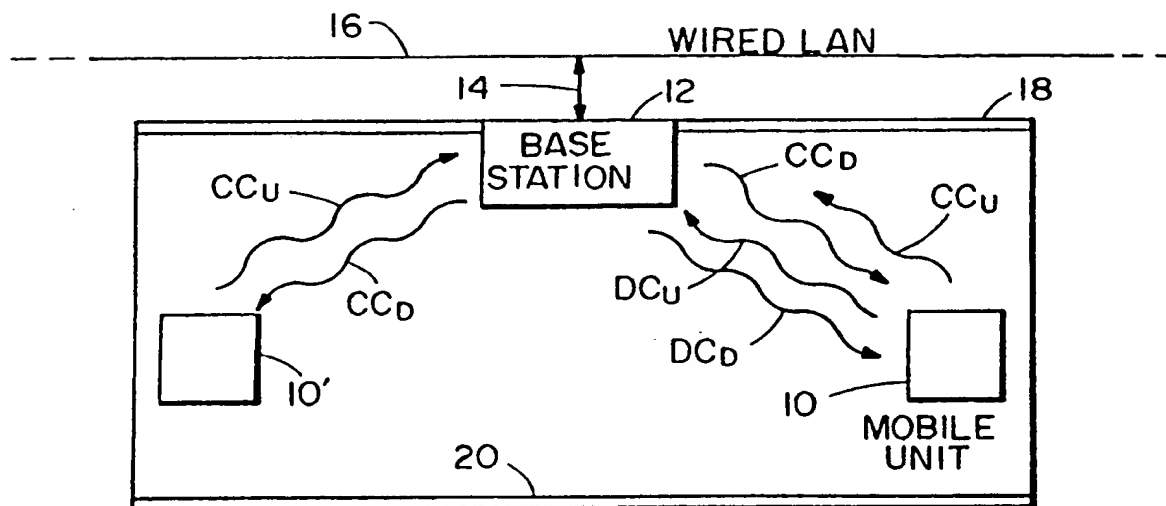 16
WIRED LAN
14
12
18
BASE
STATION
CCU
CCD
CCU
CCD
DCU
DCD
10'
10
MOBILE
UNIT
20